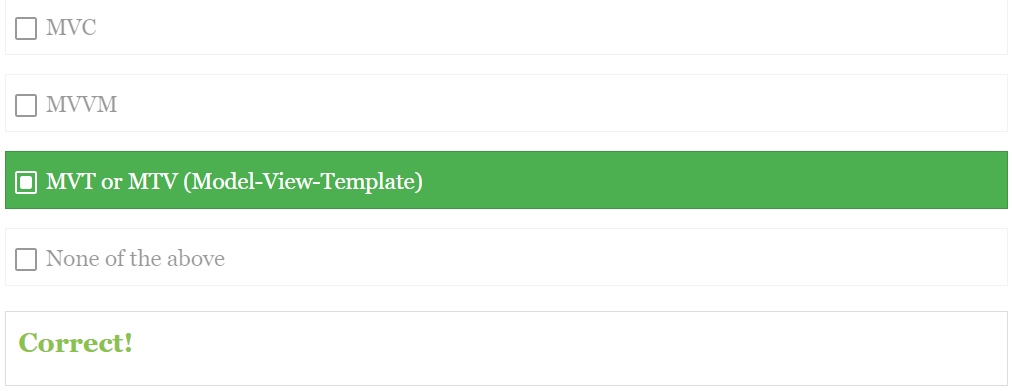 MVC
MVVM
MVT or MTV (Model-View-Template)
None of the above
Correct!